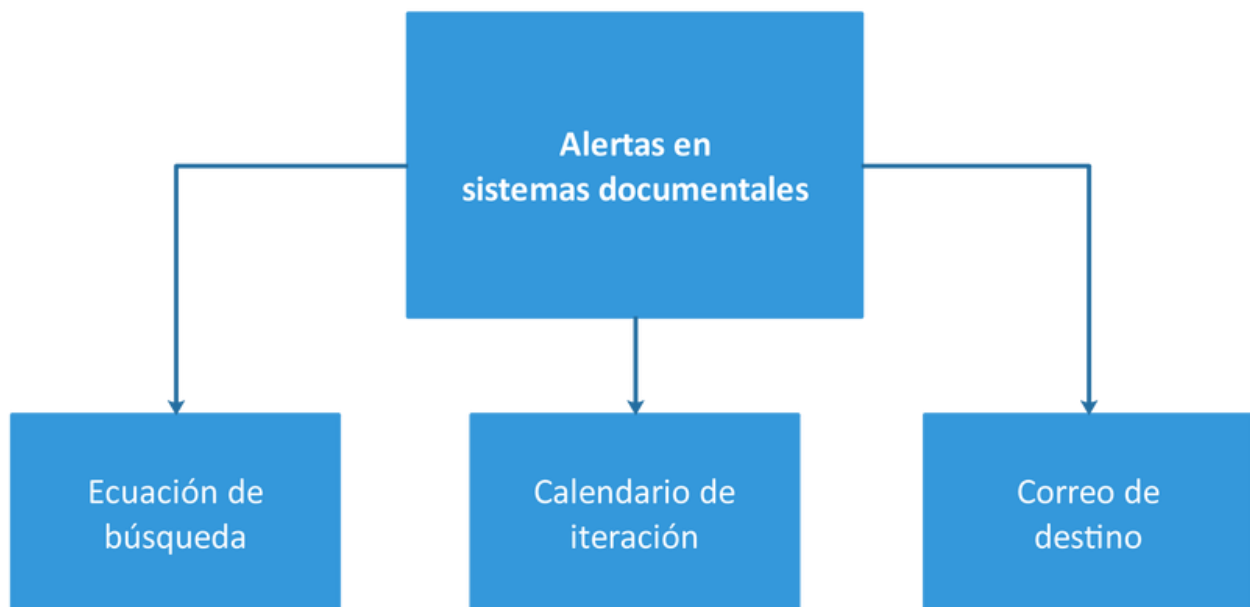 Alertas en
sistemas documentales
Ecuación de
búsqueda
Calendario de
iteración
Correo de
destino